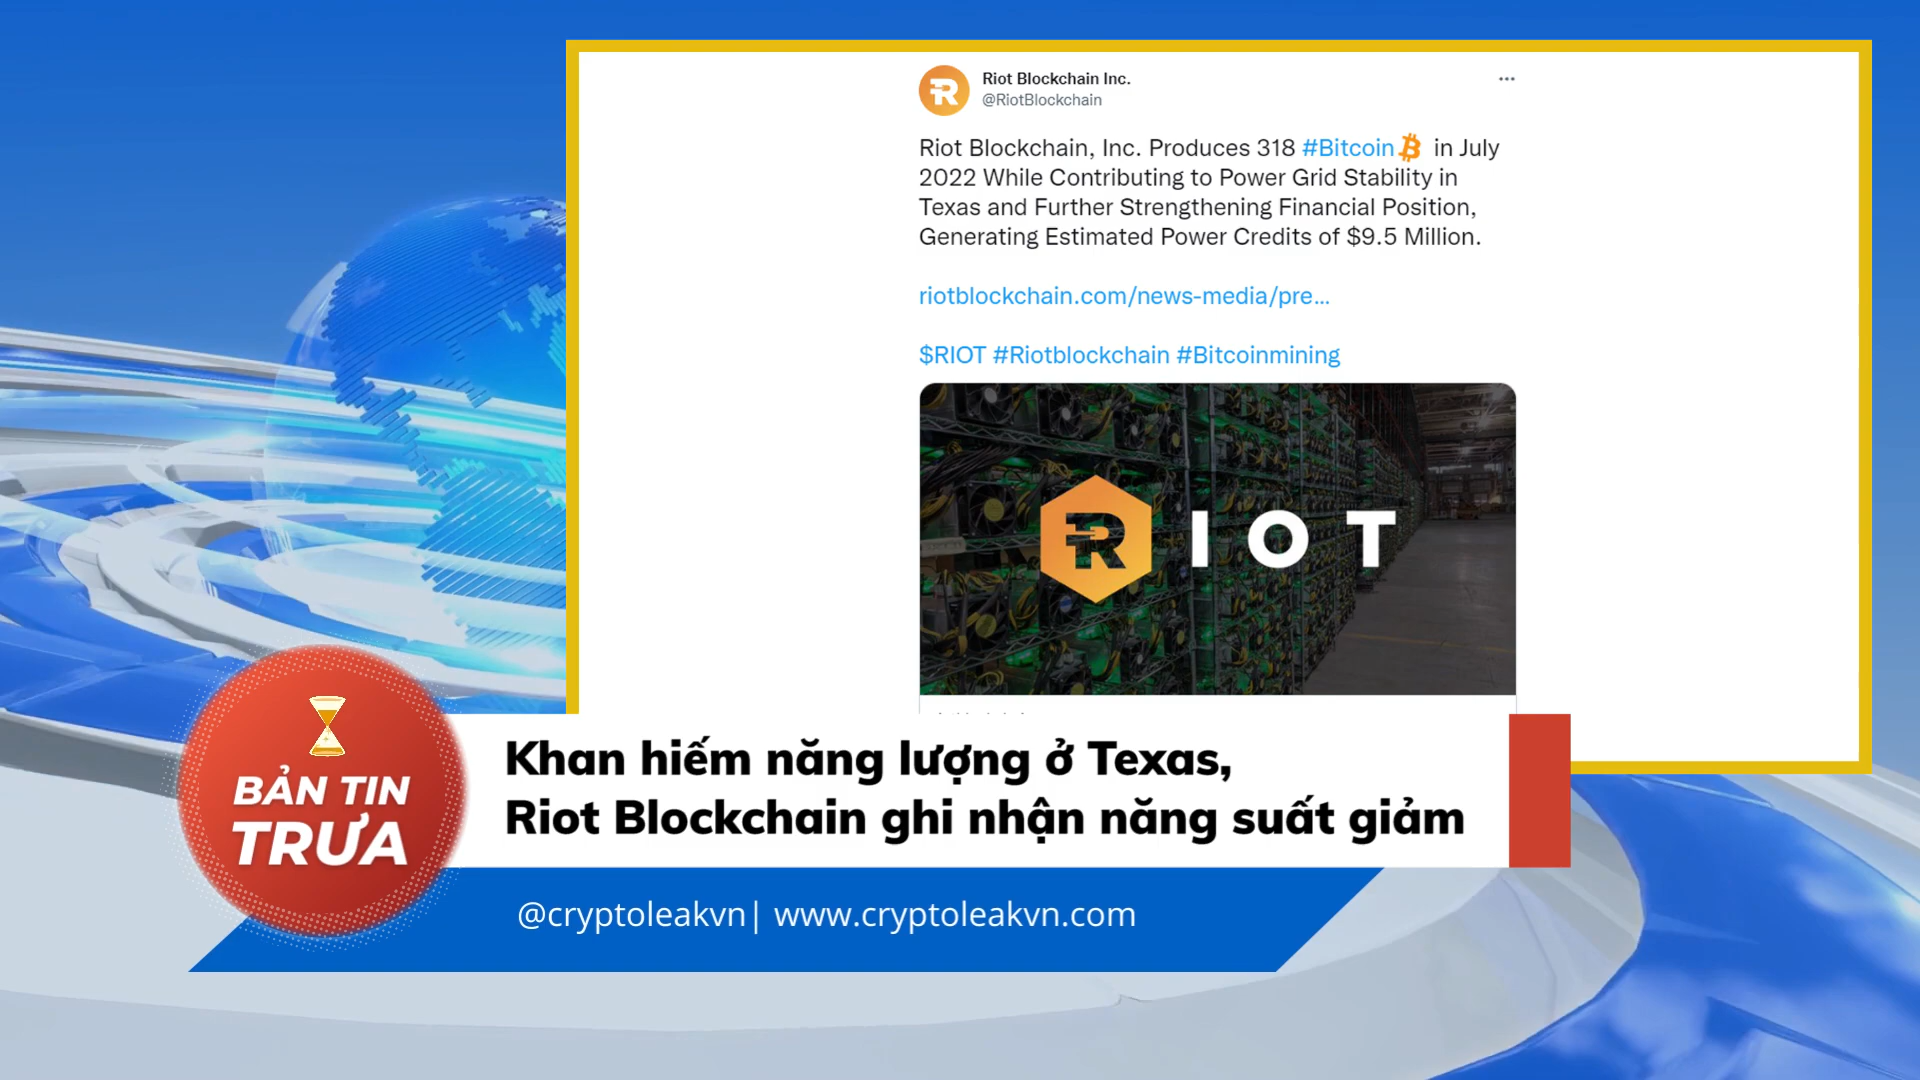 Riot Blockchain Inc.
@RiotBlockchain
Riot Blockchain, Inc. Produces 318 #Bitcoin in July
2022 While Contributing to Power Grid Stability in
Texas and Further Strengthening Financial Position,
Generating Estimated Power Credits of $9.5 Million.
riotblockchain.com/news-media/pre...
$RIOT #Riotblockchain #Bitcoinmining
RIOT
Khan hiếm năng lượng ở Texas,
Riot Blockchain ghi nhận năng suất giảm
BẢN TIN
TRƯA
@cryptoleakvn| www.cryptoleakvn.com